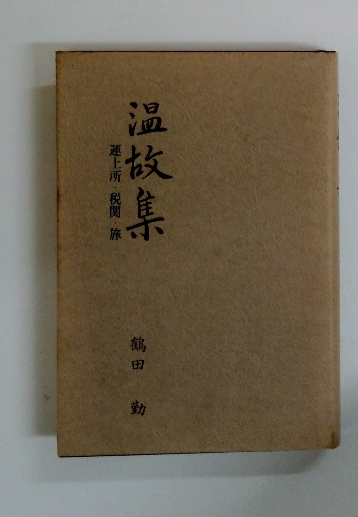 温故集
運上所・税関・旅
鶴田 勤